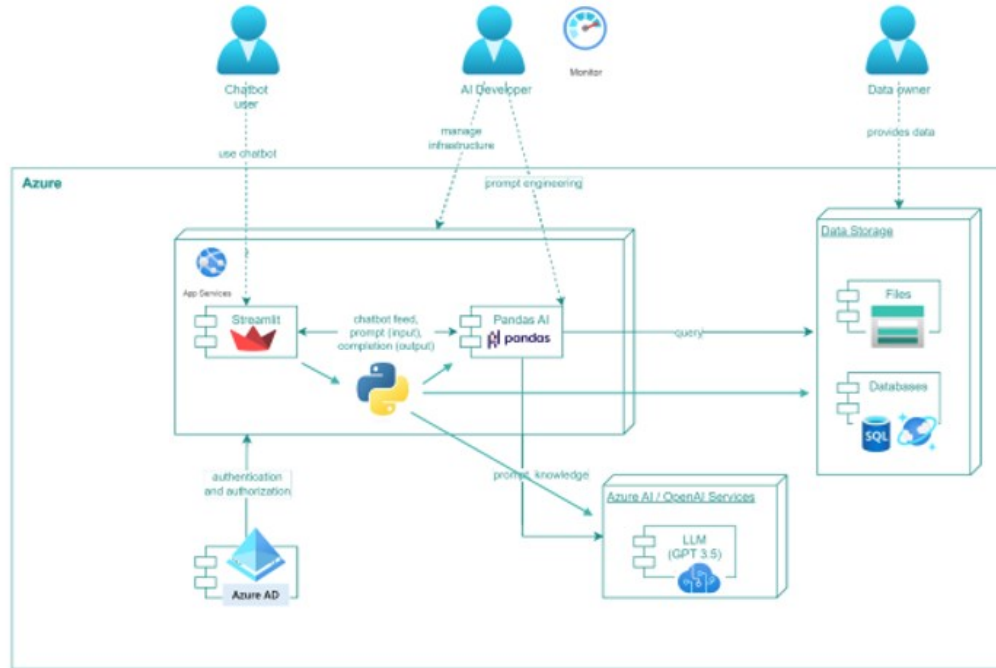 Chatbot
user
AI Developer
Monitor
Data owner
use chatbot
manage
infrastructure
prompt engineering
provides data
Azure
App Services
Streamlit
chatbot feed,
prompt (input),
completion (output)
Pandas AI
pandas
query
Data Storage
Files
Databases
SQL
authentication
and authorization
Azure AD
prompt, knowledge
Azure AI / OpenAI Services
LLM
(GPT 3.5)